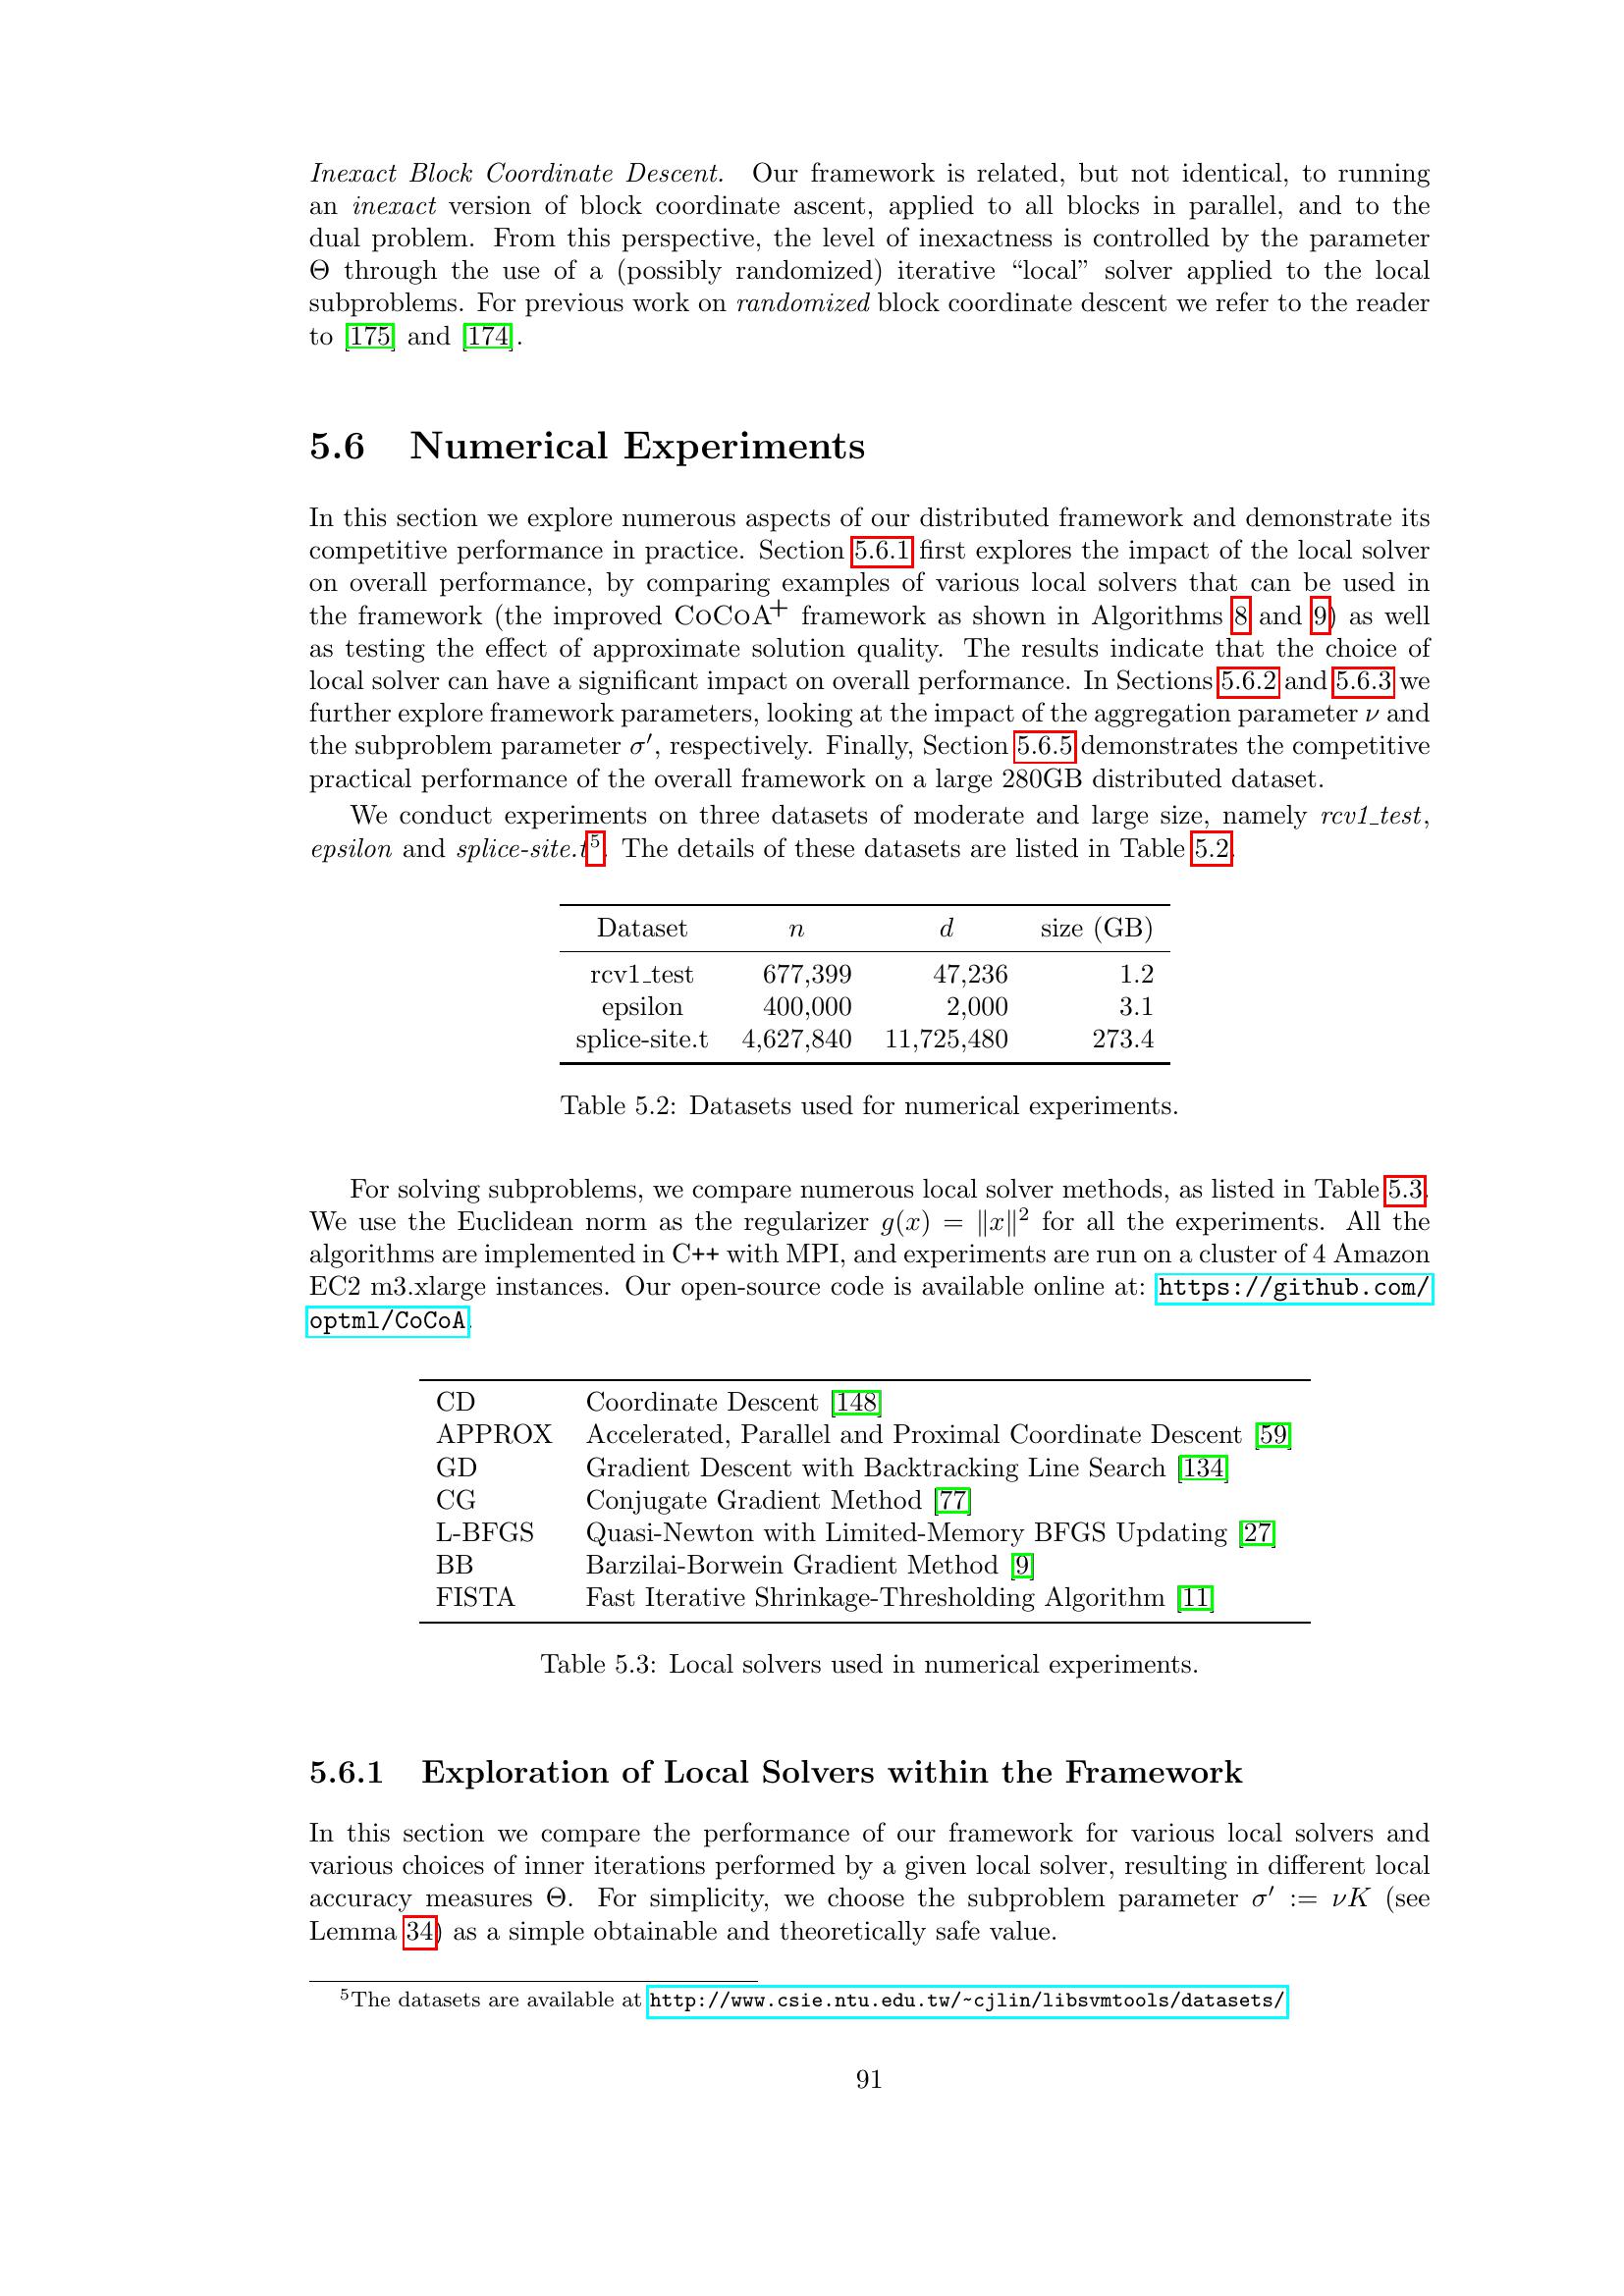 Inexact Block Coordinate Descent. Our framework is related, but not identical, to running
an inexact version of block coordinate ascent, applied to all blocks in parallel, and to the
dual problem. From this perspective, the level of inexactness is controlled by the parameter
Θ through the use of a (possibly randomized) iterative “local” solver applied to the local
subproblems. For previous work on randomized block coordinate descent we refer to the reader
to [175] and [174].
5.6 Numerical Experiments
In this section we explore numerous aspects of our distributed framework and demonstrate its
competitive performance in practice. Section 5.6.1 first explores the impact of the local solver
on overall performance, by comparing examples of various local solvers that can be used in
the framework (the improved CoCoA⁺ framework as shown in Algorithms 8 and 9) as well
as testing the effect of approximate solution quality. The results indicate that the choice of
local solver can have a significant impact on overall performance. In Sections 5.6.2 and 5.6.3 we
further explore framework parameters, looking at the impact of the aggregation parameter ν and
the subproblem parameter σ′, respectively. Finally, Section 5.6.5 demonstrates the competitive
practical performance of the overall framework on a large 280GB distributed dataset.
We conduct experiments on three datasets of moderate and large size, namely rcv1_test,
epsilon and splice-site.t⁵. The details of these datasets are listed in Table 5.2.
Dataset n d size (GB)
rcv1_test 677,399 47,236 1.2
epsilon 400,000 2,000 3.1
splice-site.t 4,627,840 11,725,480 273.4
Table 5.2: Datasets used for numerical experiments.
For solving subproblems, we compare numerous local solver methods, as listed in Table 5.3.
We use the Euclidean norm as the regularizer g(x) = ‖x‖² for all the experiments. All the
algorithms are implemented in C++ with MPI, and experiments are run on a cluster of 4 Amazon
EC2 m3.xlarge instances. Our open-source code is available online at: https://github.com/
optml/CoCoA.
CD Coordinate Descent [148]
APPROX Accelerated, Parallel and Proximal Coordinate Descent [59]
GD Gradient Descent with Backtracking Line Search [134]
CG Conjugate Gradient Method [77]
L-BFGS Quasi-Newton with Limited-Memory BFGS Updating [27]
BB Barzilai-Borwein Gradient Method [9]
FISTA Fast Iterative Shrinkage-Thresholding Algorithm [11]
Table 5.3: Local solvers used in numerical experiments.
5.6.1 Exploration of Local Solvers within the Framework
In this section we compare the performance of our framework for various local solvers and
various choices of inner iterations performed by a given local solver, resulting in different local
accuracy measures Θ. For simplicity, we choose the subproblem parameter σ′ := νK (see
Lemma 34) as a simple obtainable and theoretically safe value.
⁵The datasets are available at http://www.csie.ntu.edu.tw/~cjlin/libsvmtools/datasets/
91